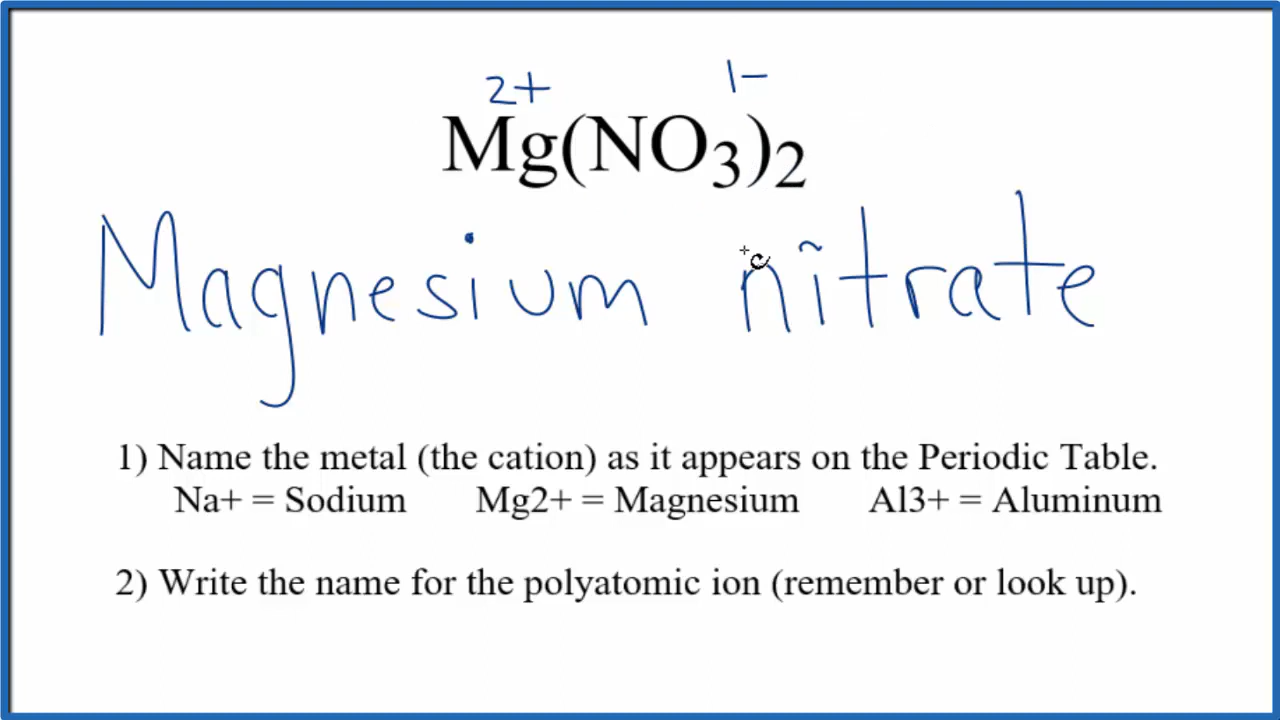 2+ 1-
Mg(NO3)2
Magnesium nitrate
1) Name the metal (the cation) as it appears on the Periodic Table.
Na+ = Sodium Mg2+ = Magnesium Al3+ = Aluminum
2) Write the name for the polyatomic ion (remember or look up).